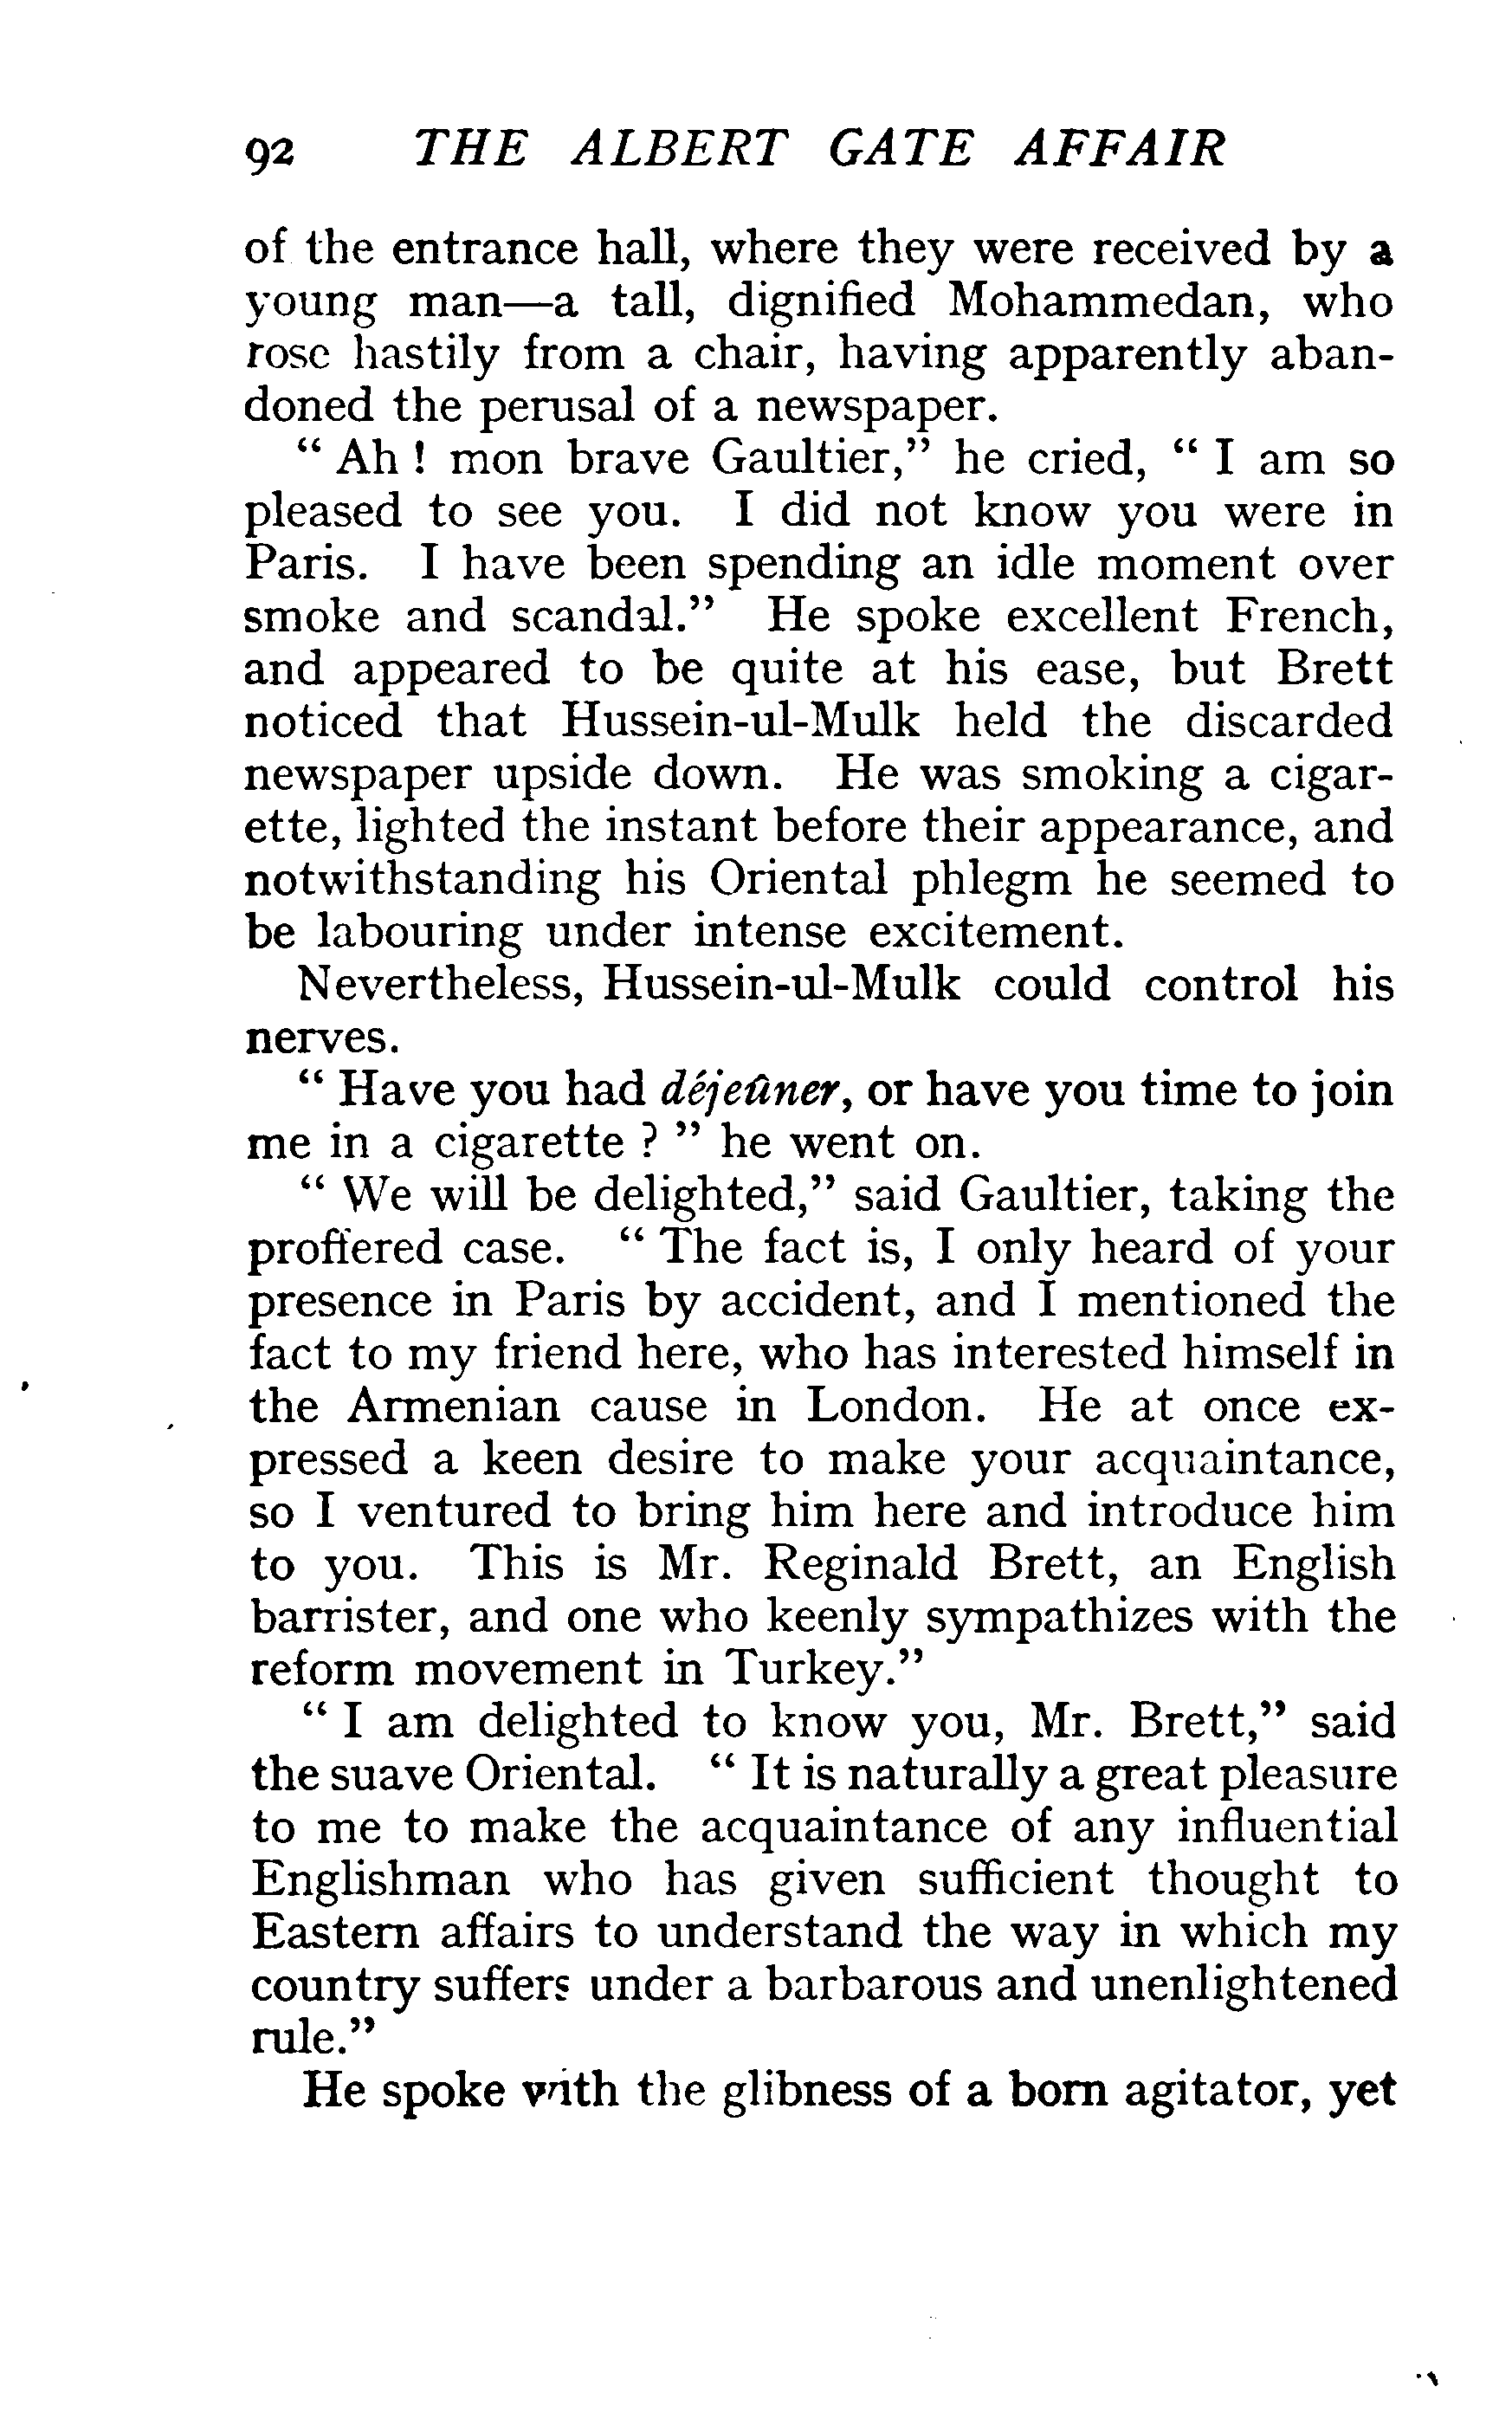 92 THE ALBERT GATE AFFAIR
of the entrance hall, where they were received by a
young man—a tall, dignified Mohammedan, who
rose hastily from a chair, having apparently aban-
doned the perusal of a newspaper.
“ Ah ! mon brave Gaultier,” he cried, “ I am so
pleased to see you. I did not know you were in
Paris. I have been spending an idle moment over
smoke and scandal.” He spoke excellent French,
and appeared to be quite at his ease, but Brett
noticed that Hussein-ul-Mulk held the discarded
newspaper upside down. He was smoking a cigar-
ette, lighted the instant before their appearance, and
notwithstanding his Oriental phlegm he seemed to
be labouring under intense excitement.
Nevertheless, Hussein-ul-Mulk could control his
nerves.
“ Have you had déjeûner, or have you time to join
me in a cigarette ? ” he went on.
“ We will be delighted,” said Gaultier, taking the
proffered case. “ The fact is, I only heard of your
presence in Paris by accident, and I mentioned the
fact to my friend here, who has interested himself in
the Armenian cause in London. He at once ex-
pressed a keen desire to make your acquaintance,
so I ventured to bring him here and introduce him
to you. This is Mr. Reginald Brett, an English
barrister, and one who keenly sympathizes with the
reform movement in Turkey.”
“ I am delighted to know you, Mr. Brett,” said
the suave Oriental. “ It is naturally a great pleasure
to me to make the acquaintance of any influential
Englishman who has given sufficient thought to
Eastern affairs to understand the way in which my
country suffers under a barbarous and unenlightened
rule.”
He spoke with the glibness of a born agitator, yet